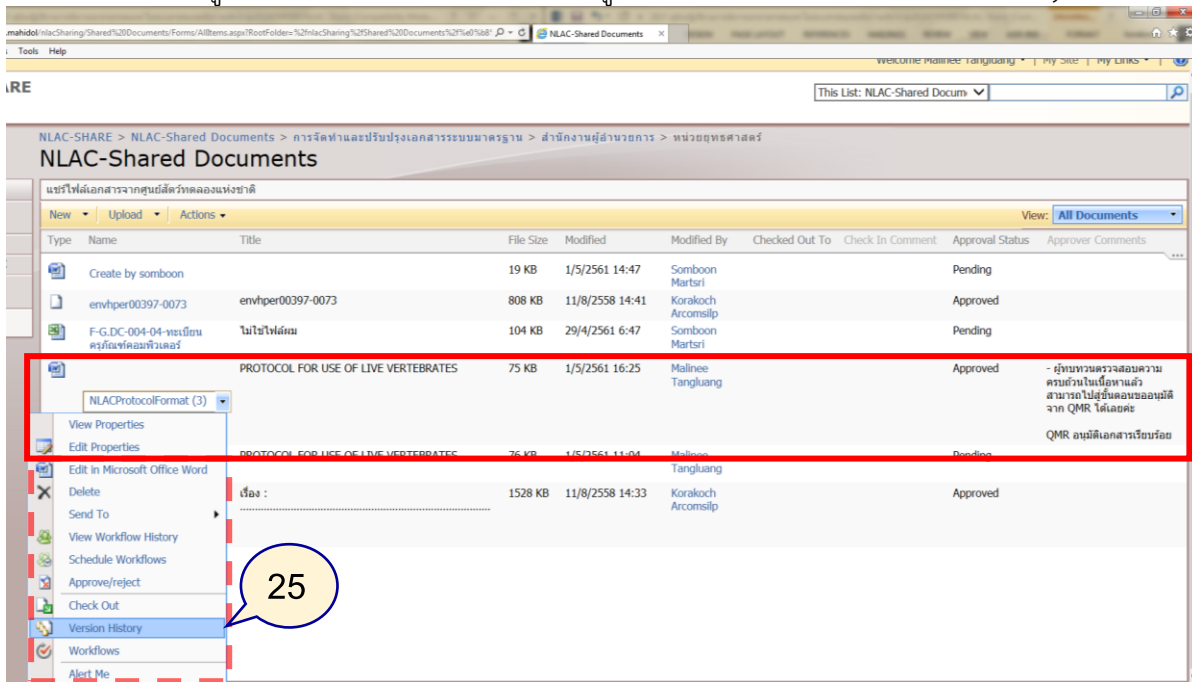 .mahidol/nlacSharing/Shared%20Documents/Forms/AllItems.aspx?RootFolder=%2fnlacSharing%2fShared%20Documents%2f%e0%b8'
NLAC-Shared Documents
Tools Help
Welcome Malinee Tangluang
My Site
My Links
ARE
This List: NLAC-Shared Docum
NLAC-SHARE > NLAC-Shared Documents > การจัดทำและปรับปรุงเอกสารระบบมาตรฐาน > สำนักงานผู้อำนวยการ > หน่วยยุทธศาสตร์
NLAC-Shared Documents
แชร์ไฟล์เอกสารจากศูนย์สัตว์ทดลองแห่งชาติ
New Upload Actions View: All Documents
Type Name Title File Size Modified Modified By Checked Out To Check In Comment Approval Status Approver Comments
Create by somboon 19 KB 1/5/2561 14:47 Somboon Pending
Martsri
envhper00397-0073 envhper00397-0073 808 KB 11/8/2558 14:41 Korakoch Approved
Arcomsilp
F-G.DC-004-04-ทะเบียน ไม่ใช่ไฟล์ผม 104 KB 29/4/2561 6:47 Somboon Pending
ครุภัณฑ์คอมพิวเตอร์ Martsri
PROTOCOL FOR USE OF LIVE VERTEBRATES 75 KB 1/5/2561 16:25 Malinee Approved - ผู้ทบทวนตรวจสอบความ
Tangluang ครบถ้วนในเนื้อหาแล้ว
NLACProtocolFormat (3) สามารถไปสู่ขั้นตอนขออนุมัติ
จาก QMR ได้เลยค่ะ
View Properties
QMR อนุมัติเอกสารเรียบร้อย
Edit Properties
PROTOCOL FOR USE OF LIVE VERTEBRATES 76 KB 1/5/2561 11:04 Malinee Pending
Edit in Microsoft Office Word Tangluang
Delete เรื่อง : 1528 KB 11/8/2558 14:33 Korakoch Approved
Arcomsilp
Send To
View Workflow History
Schedule Workflows
Approve/reject
25
Check Out
Version History
Workflows
Alert Me